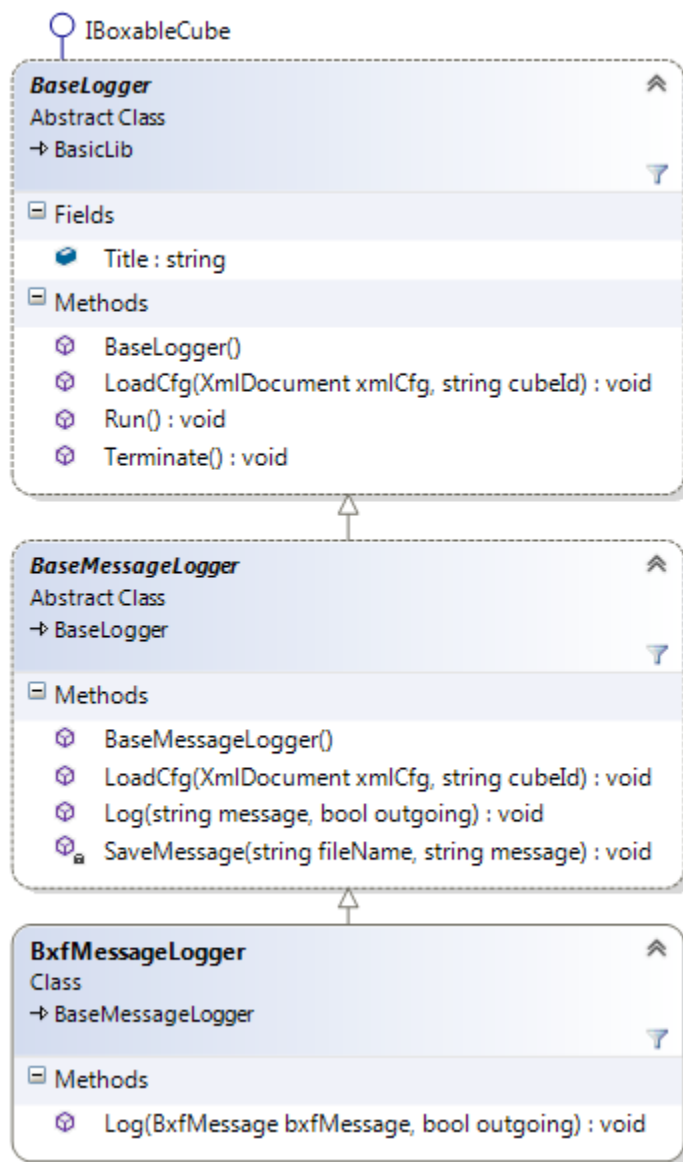 IBoxableCube
BaseLogger
Abstract Class
BasicLib
Fields
Title : string
Methods
BaseLogger()
LoadCfg(XmlDocument xmlCfg, string cubeId) : void
Run() : void
Terminate() : void
BaseMessageLogger
Abstract Class
BaseLogger
Methods
BaseMessageLogger()
LoadCfg(XmlDocument xmlCfg, string cubeId) : void
Log(string message, bool outgoing) : void
SaveMessage(string fileName, string message) : void
BxfMessageLogger
Class
BaseMessageLogger
Methods
Log(BxfMessage bxfMessage, bool outgoing) : void